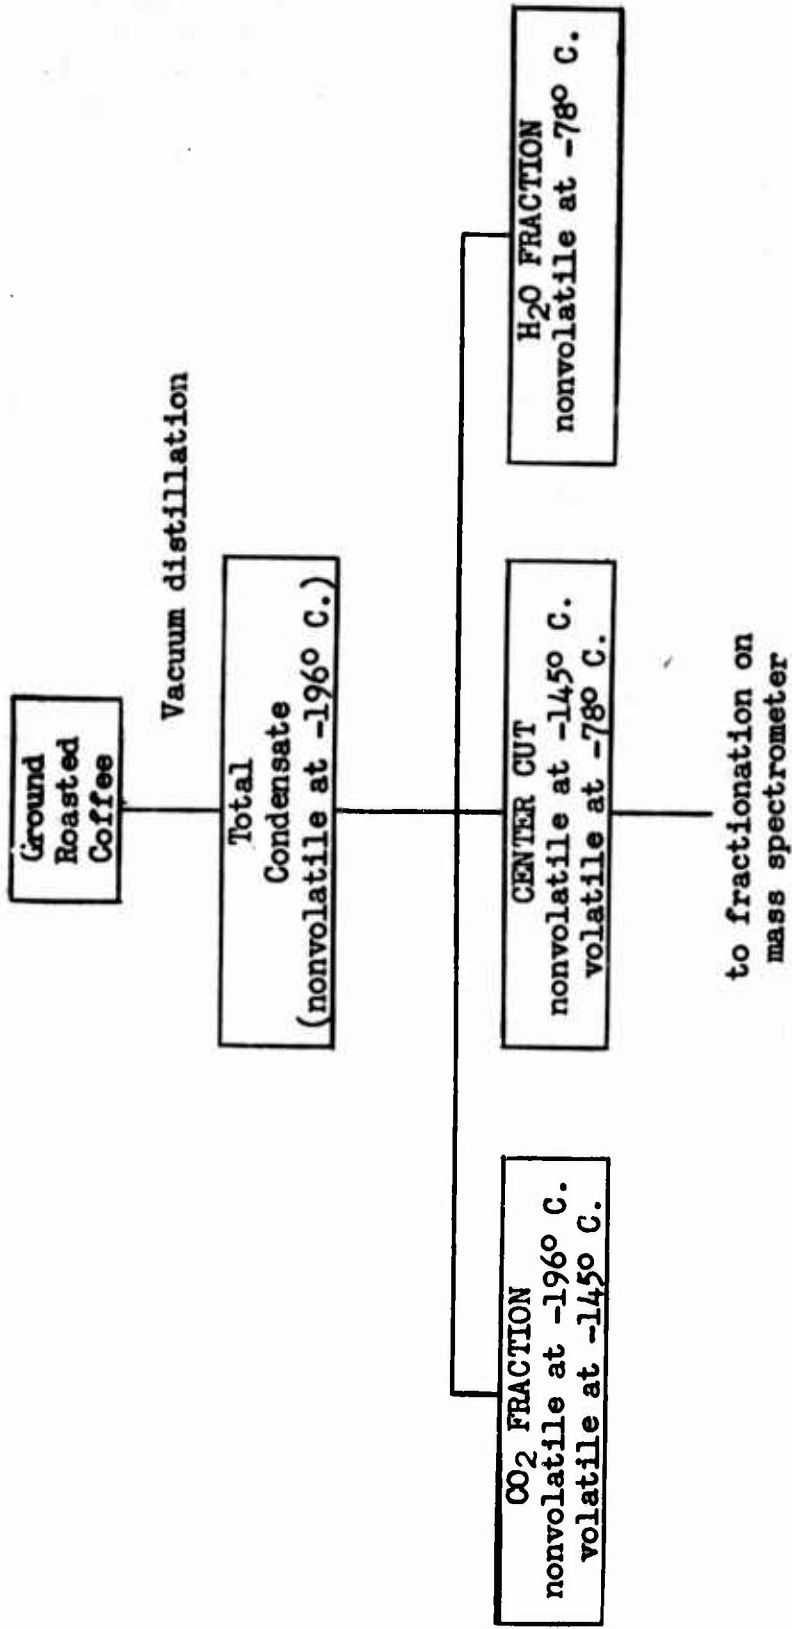 Ground
Roasted
Coffee
Vacuum distillation
Total
Condensate
(nonvolatile at -196° C.)
CO2 FRACTION
nonvolatile at -196° C.
volatile at -145° C.
CENTER CUT
nonvolatile at -145° C.
volatile at -78° C.
H2O FRACTION
nonvolatile at -78° C.
to fractionation on
mass spectrometer